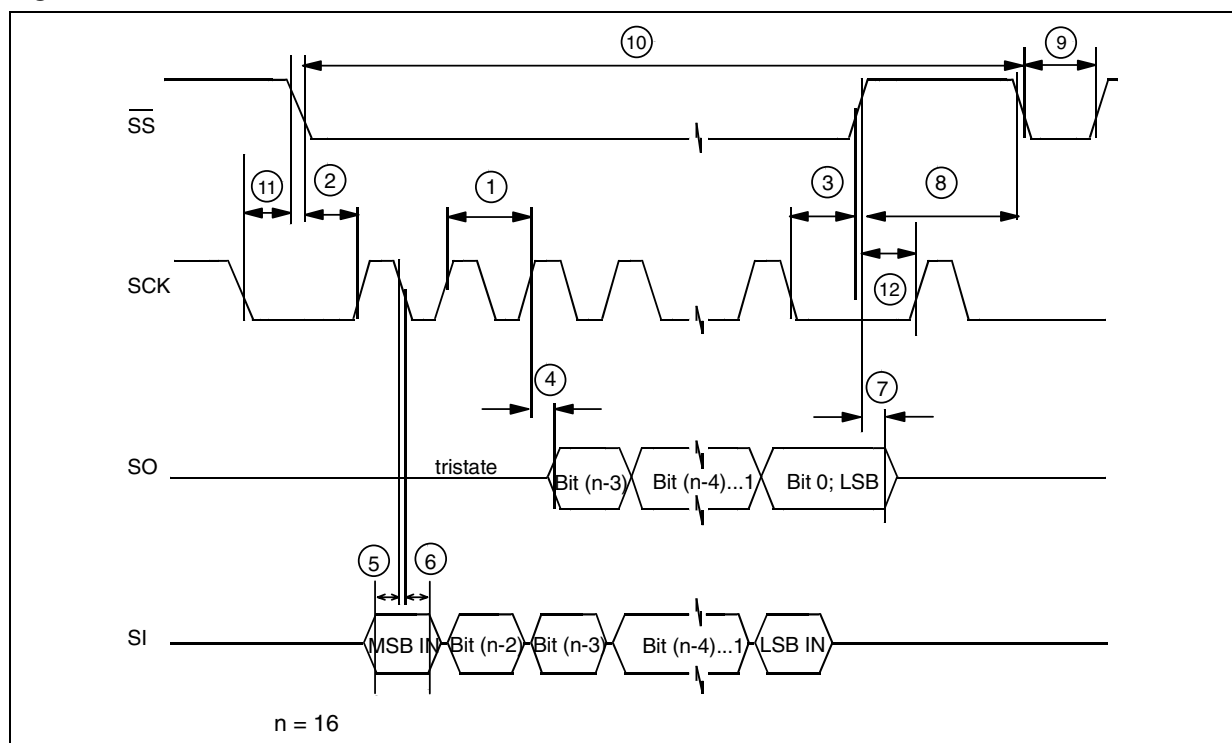 10
9
SS
11
2
1
3
8
SCK
12
4
7
SO
tristate
Bit (n-3)
Bit (n-4)...1
Bit 0; LSB
5
6
SI
MSB IN
Bit (n-2)
Bit (n-3)
Bit (n-4)...1
LSB IN
n = 16